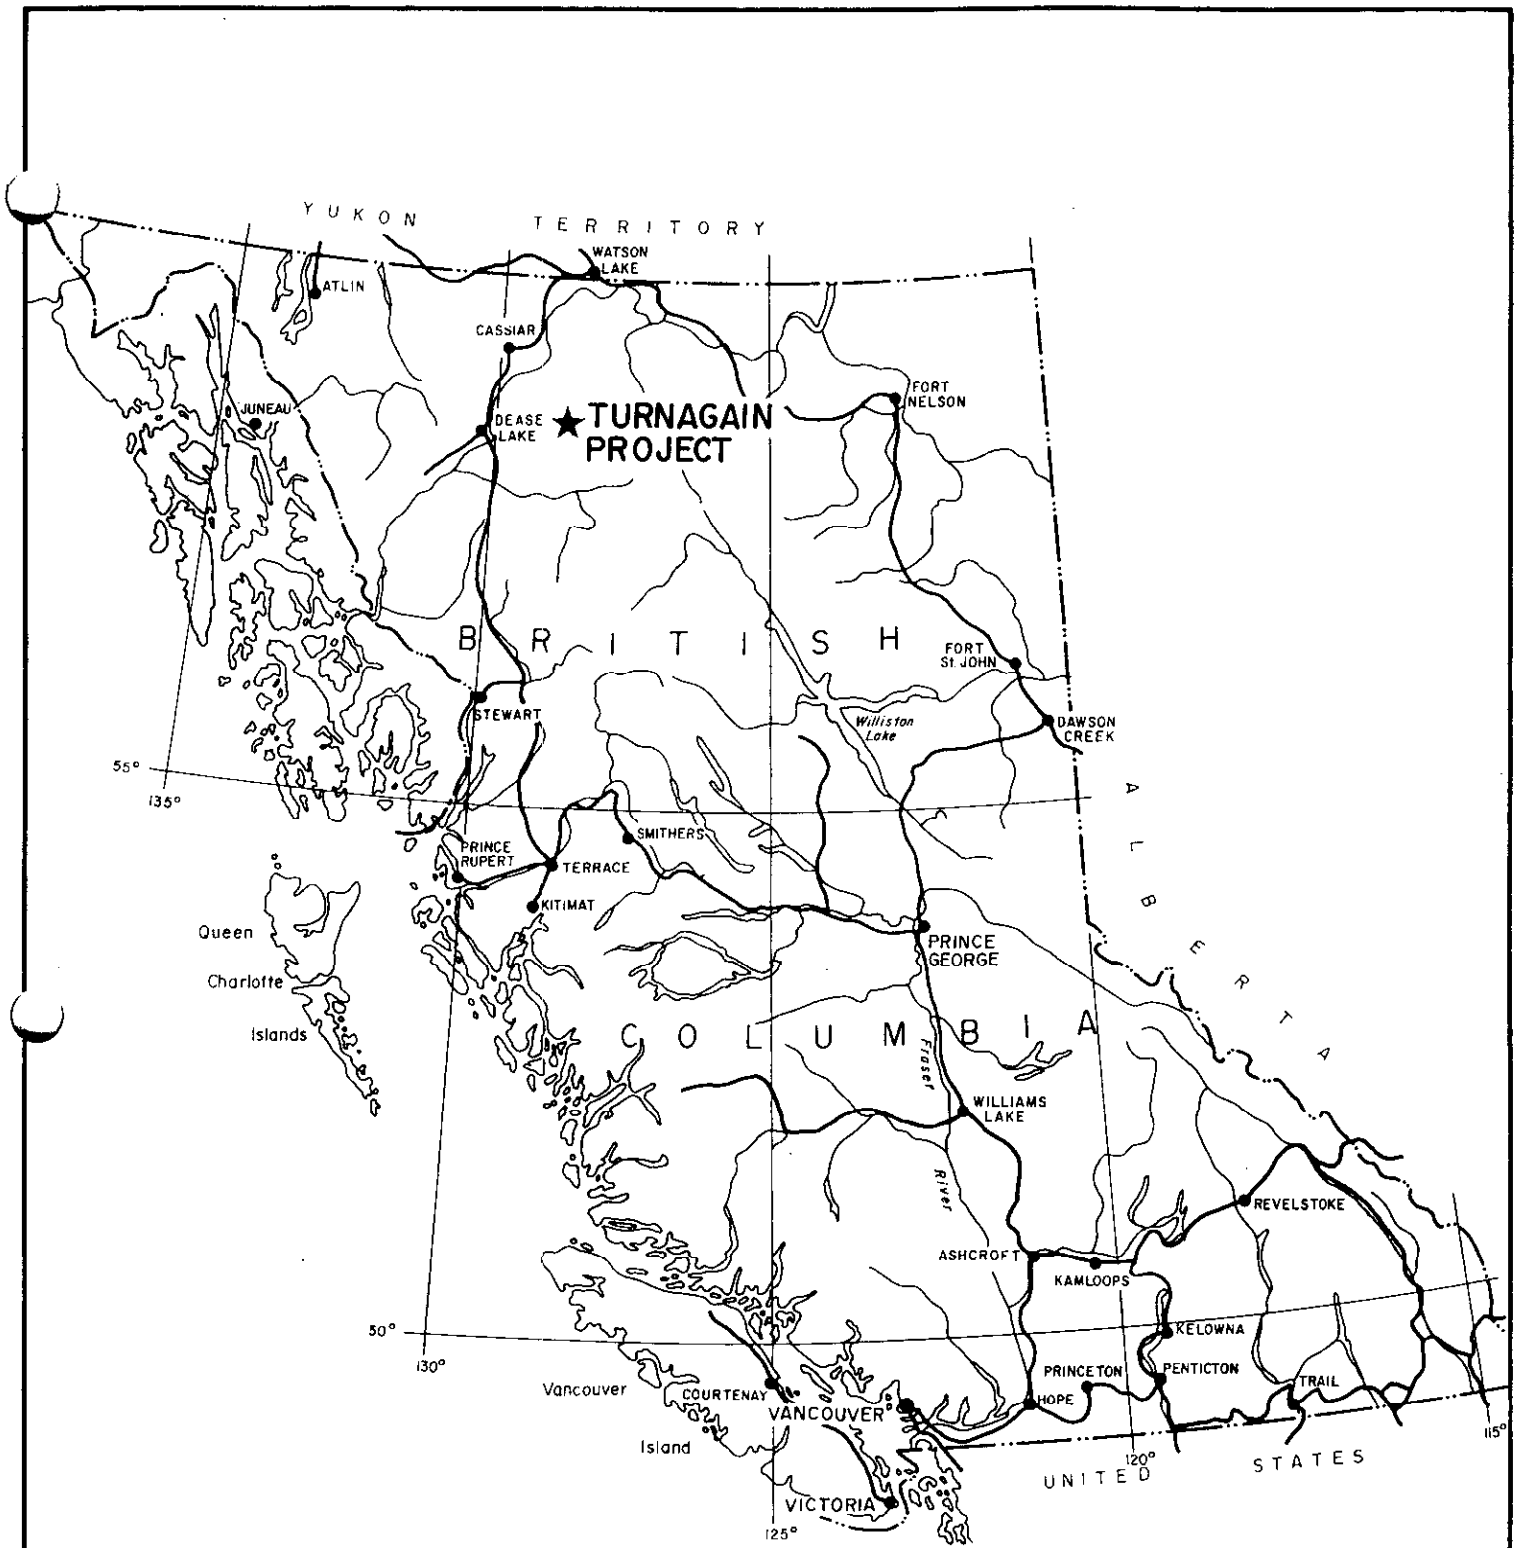 YUKON TERRITORY
WATSON
LAKE
ATLIN
CASSIAR
FORT
NELSON
JUNEAU
DEASE
LAKE
TURNAGAIN
PROJECT
BRITISH
FORT
St. JOHN
STEWART
Williston
Lake
DAWSON
CREEK
55°
135°
ALBERTA
SMITHERS
PRINCE
RUPERT
TERRACE
KITIMAT
Queen
Charlotte
Islands
PRINCE
GEORGE
COLUMBIA
Fraser
River
WILLIAMS
LAKE
REVELSTOKE
ASHCROFT
KAMLOOPS
50°
130°
KELOWNA
Vancouver
Island
COURTENAY
PRINCETON
PENTICTON
TRAIL
HOPE
VANCOUVER
VICTORIA
125°
120°
115°
UNITED STATES